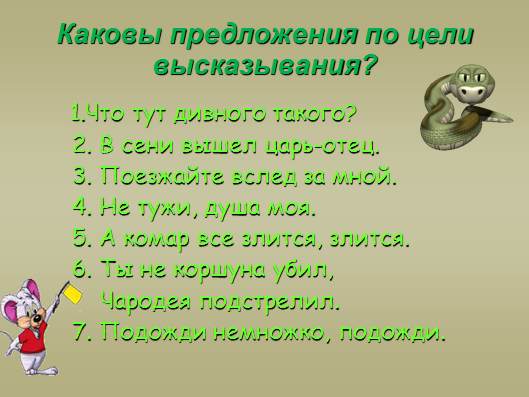 Каковы предложения по цели
высказывания?
1.Что тут дивного такого?
2. В сени вышел царь-отец.
3. Поезжайте вслед за мной.
4. Не тужи, душа моя.
5. А комар все злится, злится.
6. Ты не коршуна убил,
Чародея подстрелил.
7. Подожди немножко, подожди.